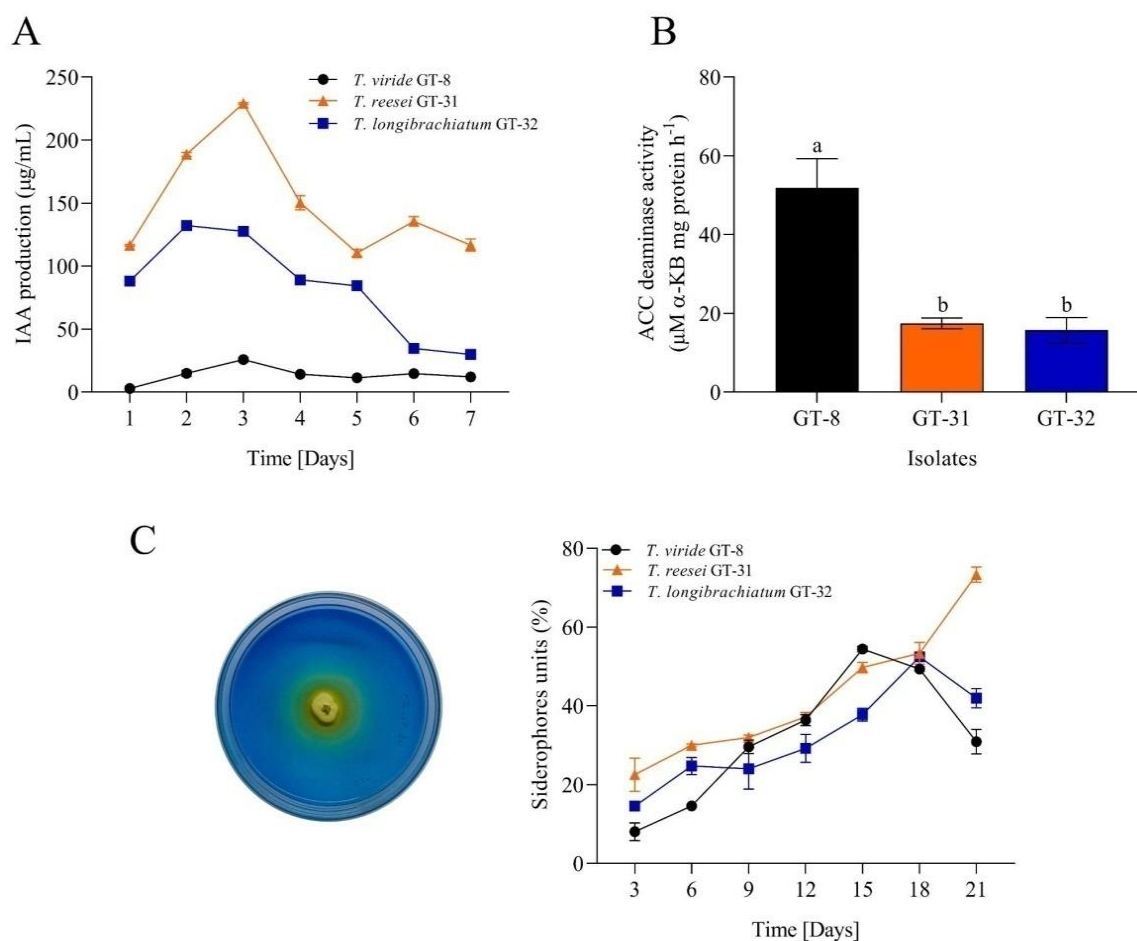 A
IAA production (µg/mL)
250
200
150
100
50
0
T. viride GT-8
T. reesei GT-31
T. longibrachiatum GT-32
1 2 3 4 5 6 7
Time [Days]
B
ACC deaminase activity
(µM α-KB mg protein h⁻¹)
80
60
40
20
0
a
b
b
GT-8 GT-31 GT-32
Isolates
C
Siderophores units (%)
80
60
40
20
0
T. viride GT-8
T. reesei GT-31
T. longibrachiatum GT-32
3 6 9 12 15 18 21
Time [Days]